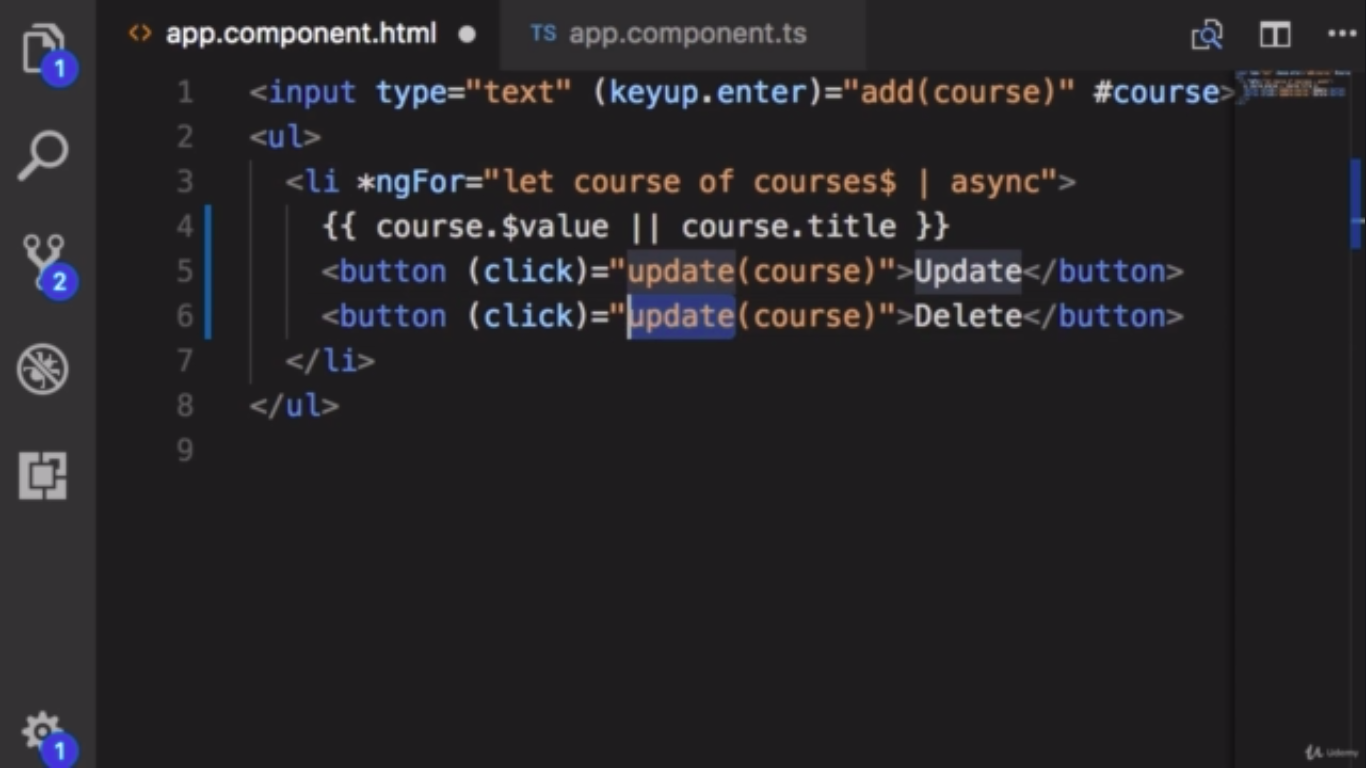 app.component.html
TS app.component.ts
1 <input type="text" (keyup.enter)="add(course)" #course>
2 <ul>
3 <li *ngFor="let course of courses$ | async">
4 {{ course.$value || course.title }}
5 <button (click)="update(course)">Update</button>
6 <button (click)="update(course)">Delete</button>
7 </li>
8 </ul>
9
1
2
1
Udemy